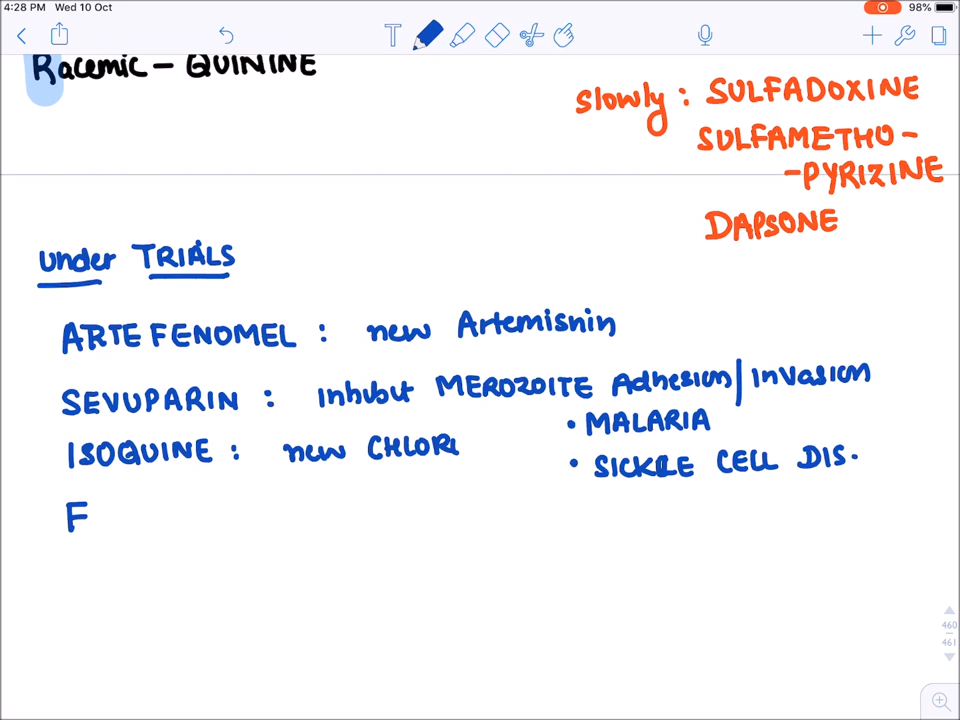 4:28 PM Wed 10 Oct
98%
T
Racemic – QUININE
Slowly : SULFADOXINE
SULFAMETHO -
-PYRIZINE
DAPSONE
Under TRIALS
ARTEFENOMEL : new Artemisnin
SEVUPARIN : inhibit MEROZOITE Adhesion/Invasion
• MALARIA
ISOQUINE : new CHLOR
• SICKLE CELL DIS.
F
460
461